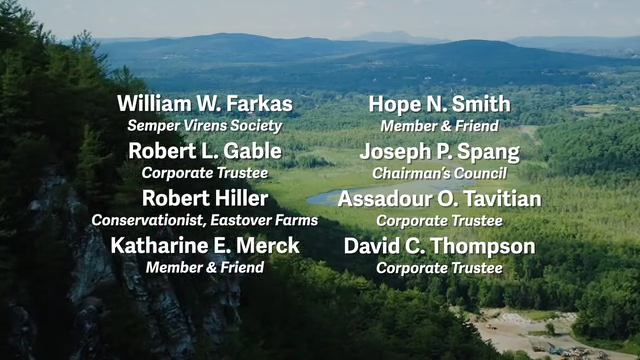 William W. Farkas
Semper Virens Society
Robert L. Gable
Corporate Trustee
Robert Hiller
Conservationist, Eastover Farms
Katharine E. Merck
Member & Friend
Hope N. Smith
Member & Friend
Joseph P. Spang
Chairman's Council
Assadour O. Tavitian
Corporate Trustee
David C. Thompson
Corporate Trustee